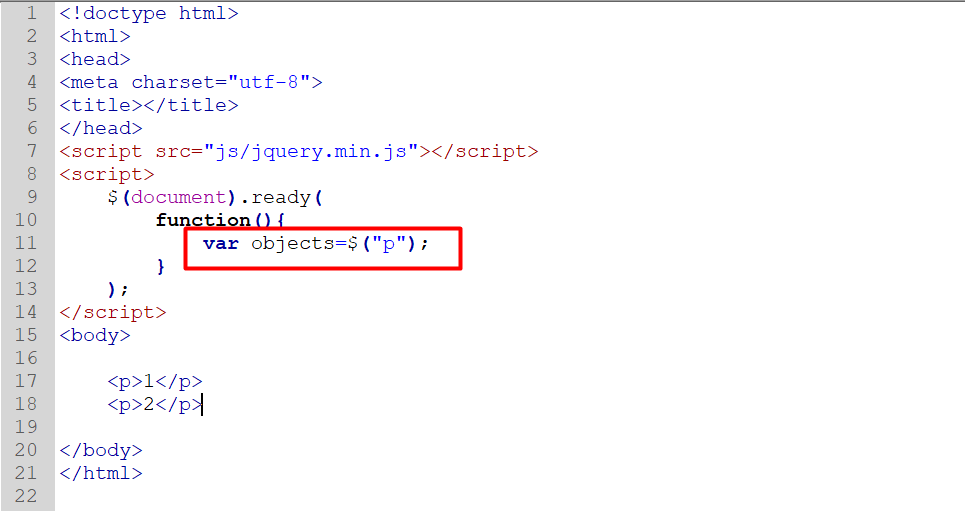 1 <!doctype html>
2 <html>
3 <head>
4 <meta charset="utf-8">
5 <title></title>
6 </head>
7 <script src="js/jquery.min.js"></script>
8 <script>
9     $(document).ready(
10         function(){
11             var objects=$("p");
12         }
13     );
14 </script>
15 <body>
16
17     <p>1</p>
18     <p>2</p>
19
20 </body>
21 </html>
22